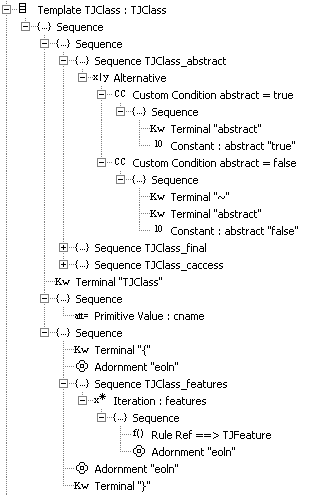 Template TJClass : TJClass
{...} Sequence
{...} Sequence
{...} Sequence TJClass_abstract
x|y Alternative
CC Custom Condition abstract = true
{...} Sequence
Kw Terminal "abstract"
10 Constant : abstract "true"
CC Custom Condition abstract = false
{...} Sequence
Kw Terminal "~"
Kw Terminal "abstract"
10 Constant : abstract "false"
{...} Sequence TJClass_final
{...} Sequence TJClass_caccess
Kw Terminal "TJClass"
{...} Sequence
att= Primitive Value : cname
{...} Sequence
Kw Terminal "{"
Adornment "eoln"
{...} Sequence TJClass_features
x* Iteration : features
{...} Sequence
f() Rule Ref ==> TJFeature
Adornment "eoln"
Adornment "eoln"
Kw Terminal "}"